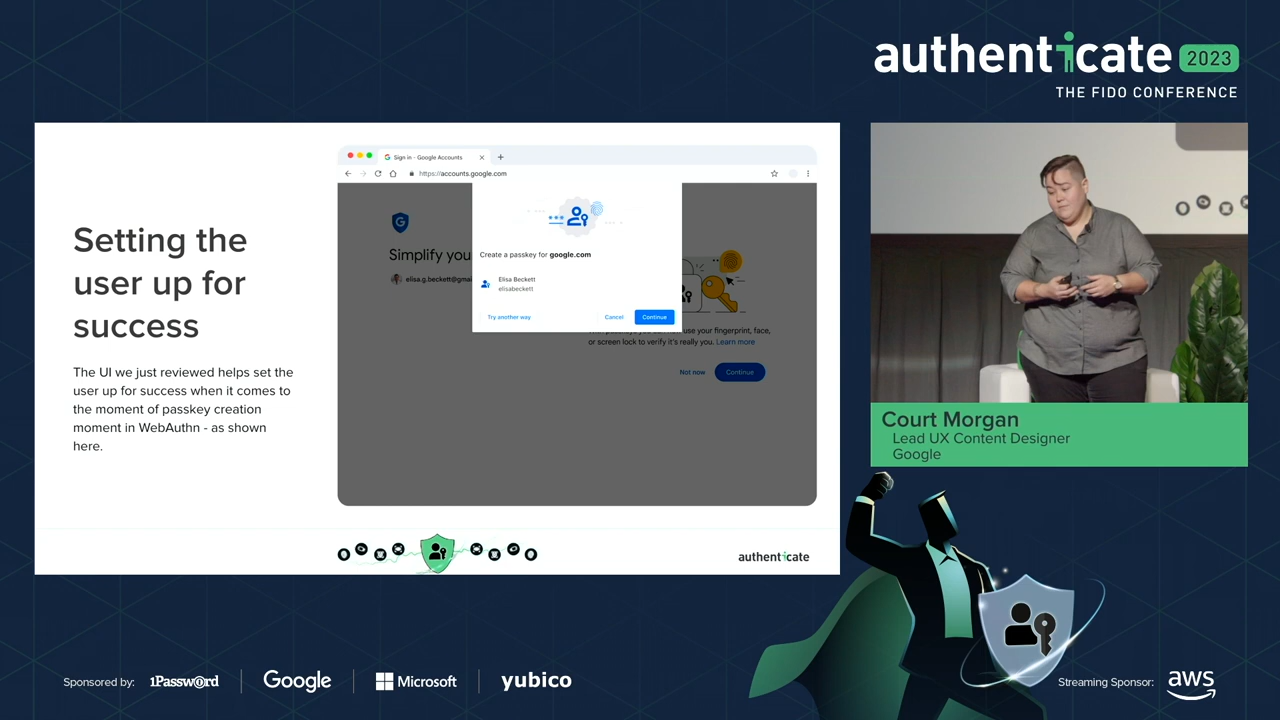 authenticate 2023
THE FIDO CONFERENCE
Setting the
user up for
success
The UI we just reviewed helps set the
user up for success when it comes to
the moment of passkey creation
moment in WebAuthn - as shown
here.
Sign in - Google Accounts
https://accounts.google.com
G
Simplify you
elisa.g.beckett@gmai
Create a passkey for google.com
Elisa Beckett
elisabeckett
Try another way
Cancel
Continue
use your fingerprint, face,
or screen lock to verify it's really you. Learn more
Not now
Continue
authenticate
Court Morgan
Lead UX Content Designer
Google
Sponsored by:
1Password
Google
Microsoft
yubico
Streaming Sponsor:
aws